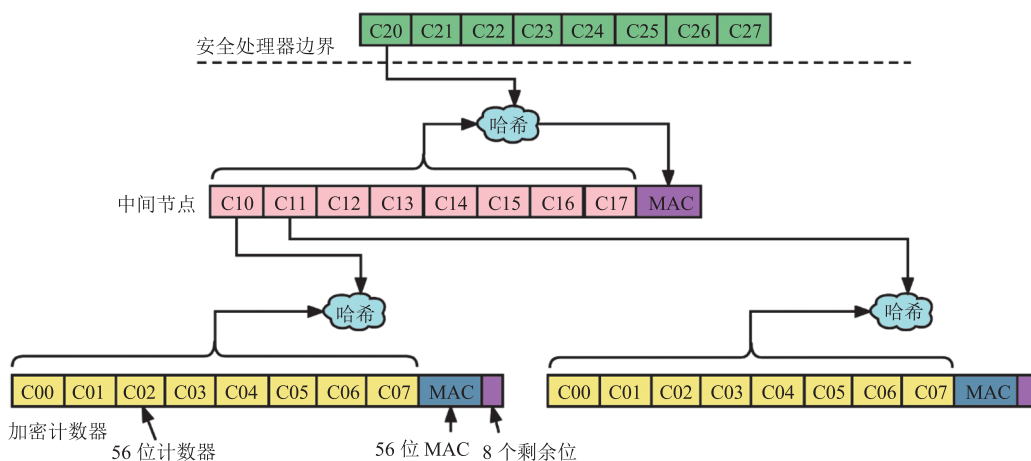 C20 C21 C22 C23 C24 C25 C26 C27
安全处理器边界
哈希
中间节点 C10 C11 C12 C13 C14 C15 C16 C17 MAC
哈希 哈希
C00 C01 C02 C03 C04 C05 C06 C07 MAC C00 C01 C02 C03 C04 C05 C06 C07 MAC
加密计数器
56 位计数器 56 位 MAC 8 个剩余位